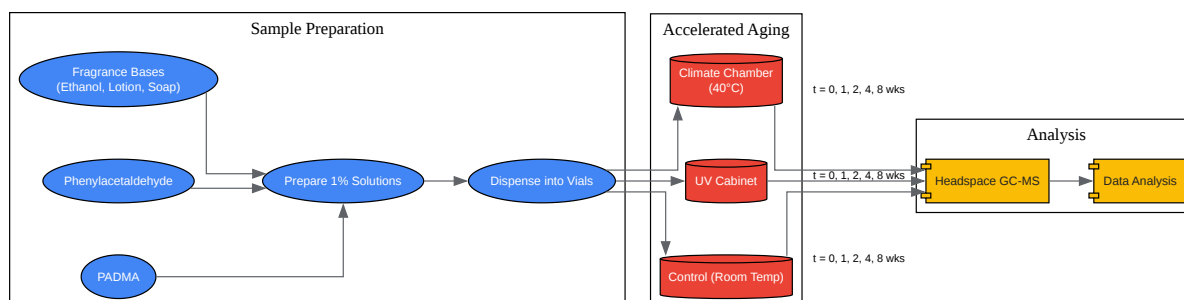 Sample Preparation
Fragrance Bases
(Ethanol, Lotion, Soap)
Phenylacetaldehyde
PADMA
Prepare 1% Solutions
Dispense into Vials
Accelerated Aging
Climate Chamber
(40°C)
UV Cabinet
Control (Room Temp)
t = 0, 1, 2, 4, 8 wks
t = 0, 1, 2, 4, 8 wks
t = 0, 1, 2, 4, 8 wks
Analysis
Headspace GC-MS
Data Analysis